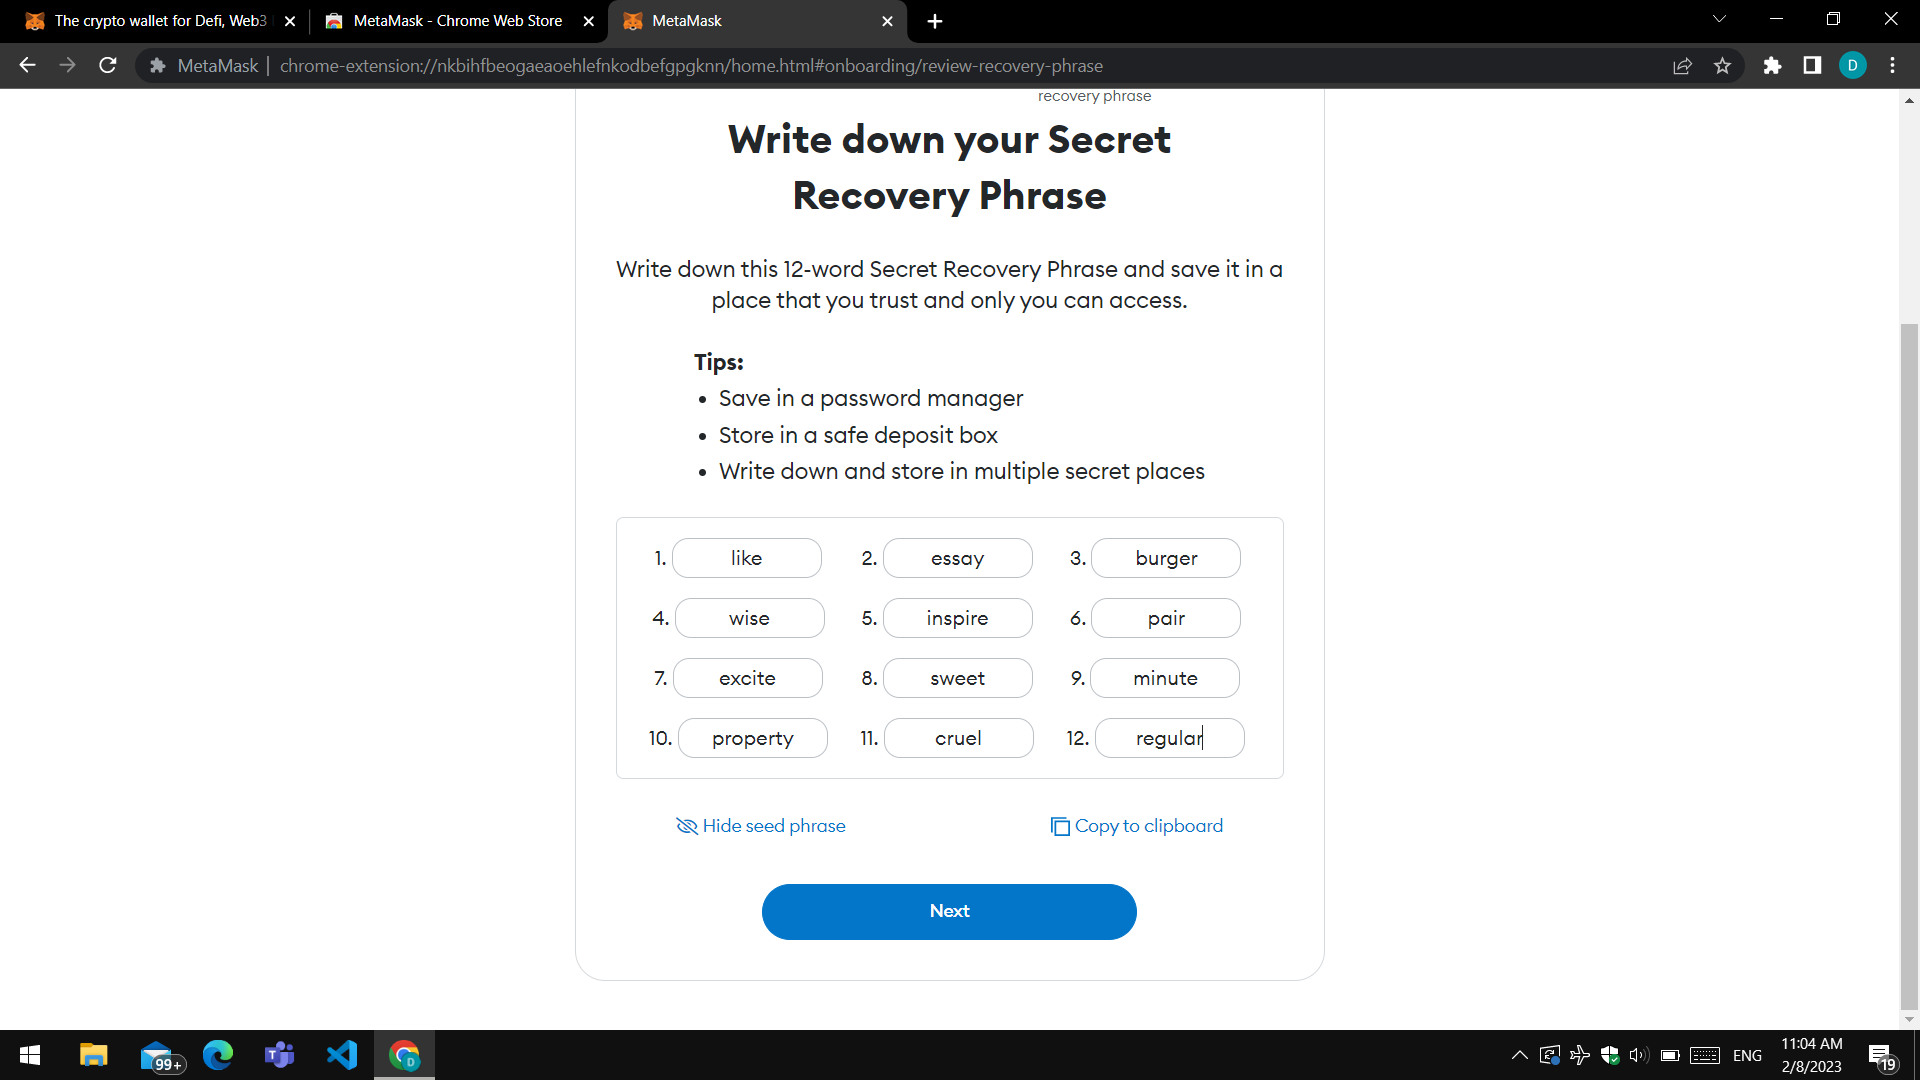 The crypto wallet for Defi, Web3
MetaMask - Chrome Web Store
MetaMask
MetaMask | chrome-extension://nkbihfbeogaeaoehlefnkodbefgpgknn/home.html#onboarding/review-recovery-phrase
D
recovery phrase
Write down your Secret
Recovery Phrase
Write down this 12-word Secret Recovery Phrase and save it in a
place that you trust and only you can access.
Tips:
• Save in a password manager
• Store in a safe deposit box
• Write down and store in multiple secret places
1. like 2. essay 3. burger
4. wise 5. inspire 6. pair
7. excite 8. sweet 9. minute
10. property 11. cruel 12. regular
Hide seed phrase Copy to clipboard
Next
99+
T
D
ENG
11:04 AM
2/8/2023
19